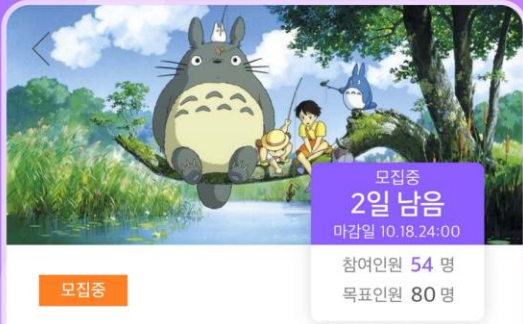 모집중
2일 남음
마감일 10.18.24:00
참여인원 54 명
목표인원 80 명
모집중